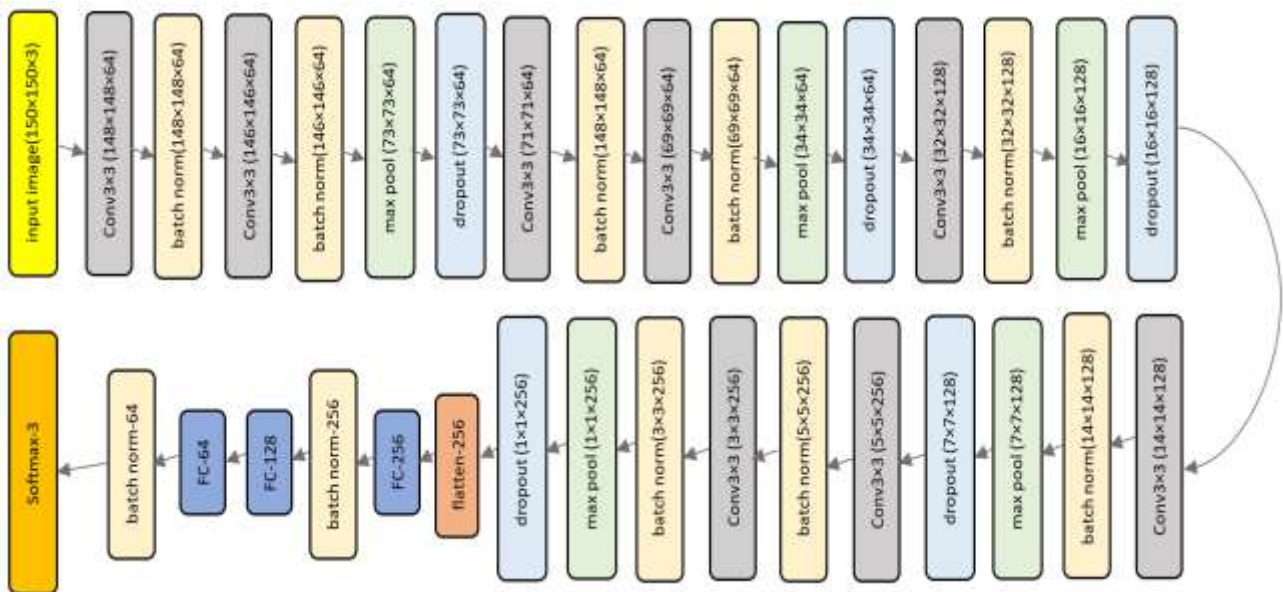 input image(150×150×3)
Conv3×3 (148×148×64)
batch norm(148×148×64)
Conv3×3 (146×146×64)
batch norm(146×146×64)
max pool (73×73×64)
dropout (73×73×64)
Conv3×3 (71×71×64)
batch norm(148×148×64)
Conv3×3 (69×69×64)
batch norm(69×69×64)
max pool (34×34×64)
dropout (34×34×64)
Conv3×3 (32×32×128)
batch norm(32×32×128)
max pool (16×16×128)
dropout (16×16×128)
Conv3×3 (14×14×128)
batch norm(14×14×128)
max pool (7×7×128)
dropout (7×7×128)
Conv3×3 (5×5×256)
batch norm(5×5×256)
Conv3×3 (3×3×256)
batch norm(3×3×256)
max pool (1×1×256)
dropout (1×1×256)
flatten-256
FC-256
batch norm-256
FC-128
FC-64
batch norm-64
Softmax-3